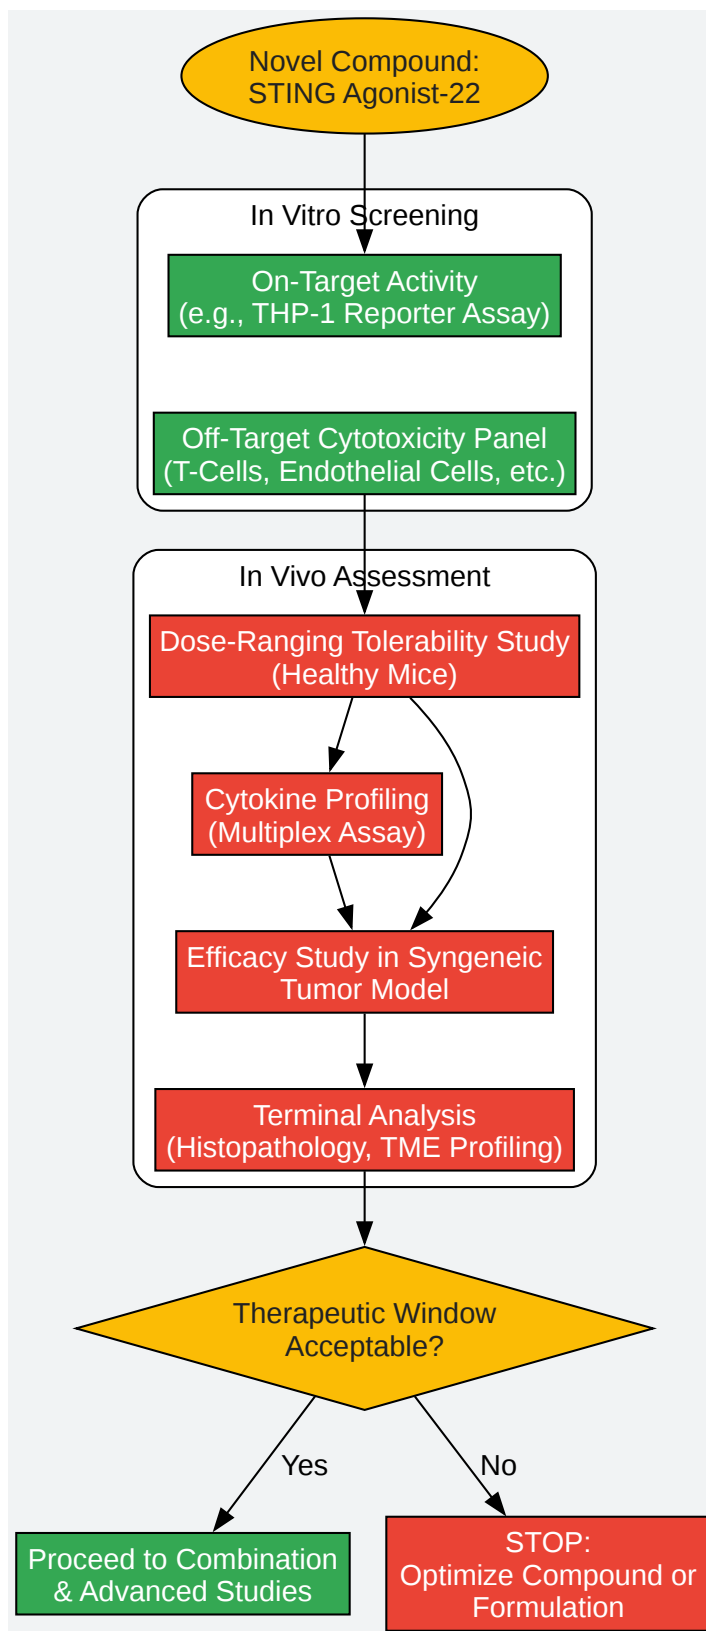 Novel Compound:
STING Agonist-22
In Vitro Screening
On-Target Activity
(e.g., THP-1 Reporter Assay)
Off-Target Cytotoxicity Panel
(T-Cells, Endothelial Cells, etc.)
In Vivo Assessment
Dose-Ranging Tolerability Study
(Healthy Mice)
Cytokine Profiling
(Multiplex Assay)
Efficacy Study in Syngeneic
Tumor Model
Terminal Analysis
(Histopathology, TME Profiling)
Therapeutic Window
Acceptable?
Yes
No
Proceed to Combination
& Advanced Studies
STOP:
Optimize Compound or
Formulation